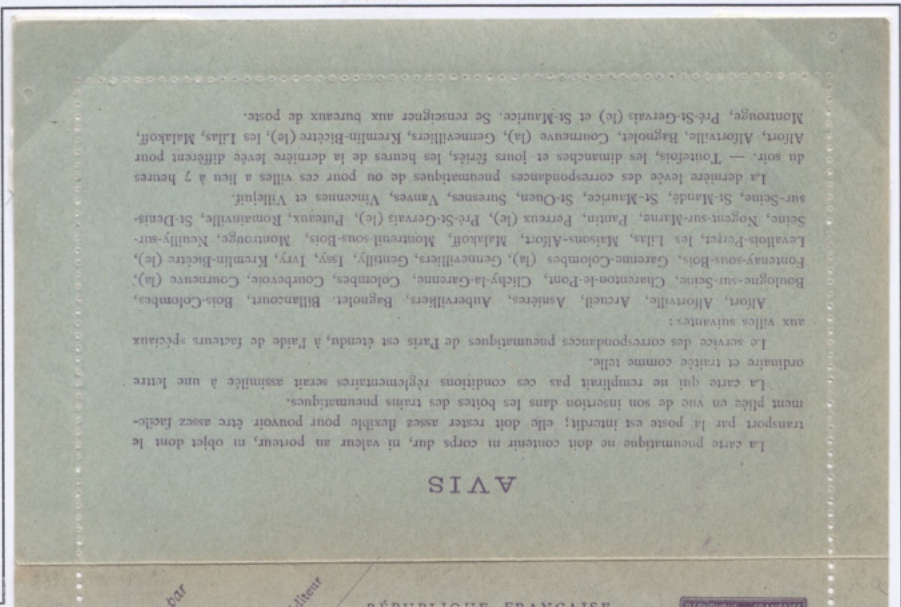 AVIS
La carte pneumatique ne doit contenir ni corps dur, ni valeur au porteur, ni objet dont le
transport par la poste est interdit; elle doit rester assez flexible pour pouvoir être assez facile-
ment pliée en vue de son insertion dans les boîtes des trains pneumatiques.
La carte qui ne remplirait pas ces conditions réglementaires serait assimilée à une lettre
ordinaire et traitée comme telle.
Le service des correspondances pneumatiques de Paris est étendu, à l'aide de facteurs spéciaux
aux villes suivantes :
Alfort, Alfortville, Arcueil, Asnières, Aubervilliers, Bagnolet. Billancourt, Bois-Colombes,
Boulogne-sur-Seine, Charenton-le-Pont, Clichy-la-Garenne, Colombes, Courbevoie, Courneuve (la),
Fontenay-sous-Bois, Garenne-Colombes (la), Gennevilliers, Gentilly, Issy, Ivry, Kremlin-Bicêtre (le),
Levallois-Perret, les Lilas, Maisons-Alfort, Malakoff, Montreuil-sous-Bois, Montrouge, Neuilly-sur-
Seine, Nogent-sur-Marne, Pantin, Perreux (le), Pré-St-Gervais (le), Puteaux, Romainville, St-Denis-
sur-Seine, St-Mandé, St-Maurice, St-Ouen, Suresnes, Vanves, Vincennes et Villejuif.
La dernière levée des correspondances pneumatiques de ou pour ces villes a lieu à 7 heures
du soir. — Toutefois, les dimanches et jours fériés, les heures de la dernière levée diffèrent pour
Alfort, Alfortville, Bagnolet, Courneuve (la), Gennevilliers, Kremlin-Bicêtre (le), les Lilas, Malakoff,
Montrouge, Pré-St-Gervais (le) et St-Maurice. Se renseigner aux bureaux de poste.
par
RÉPUBLIQUE FRANÇAISE